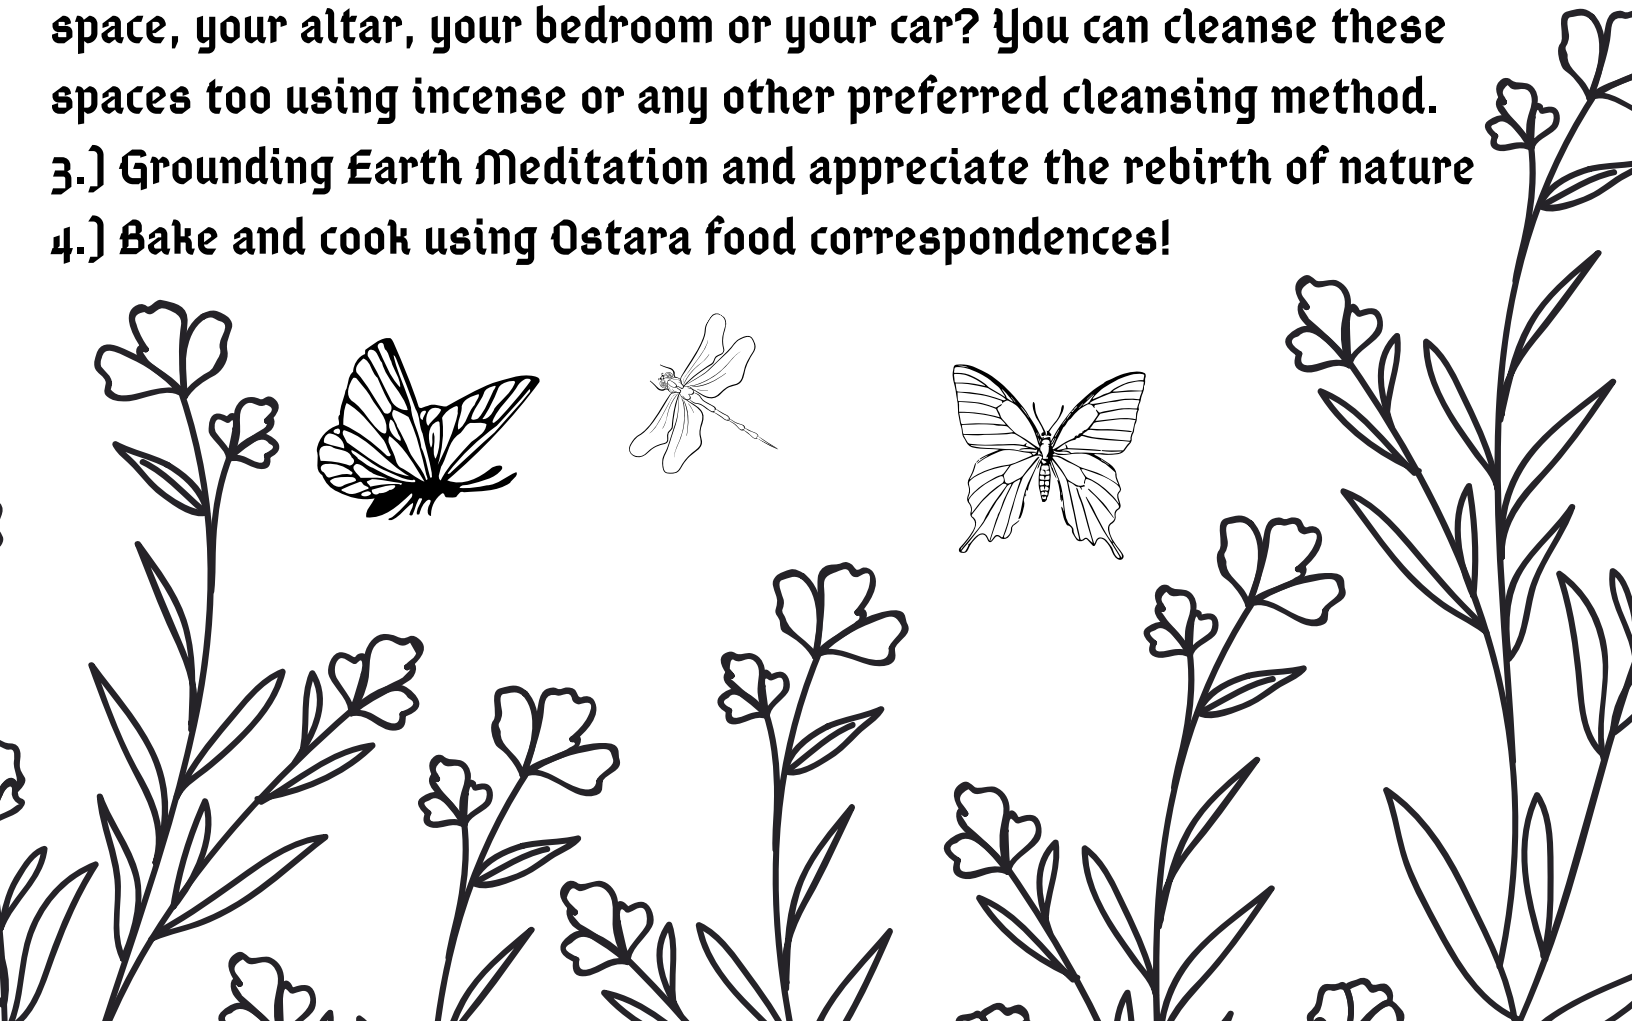 space, your altar, your bedroom or your car? You can cleanse these
spaces too using incense or any other preferred cleansing method.
3.) Grounding Earth Meditation and appreciate the rebirth of nature
4.) Bake and cook using Ostara food correspondences!